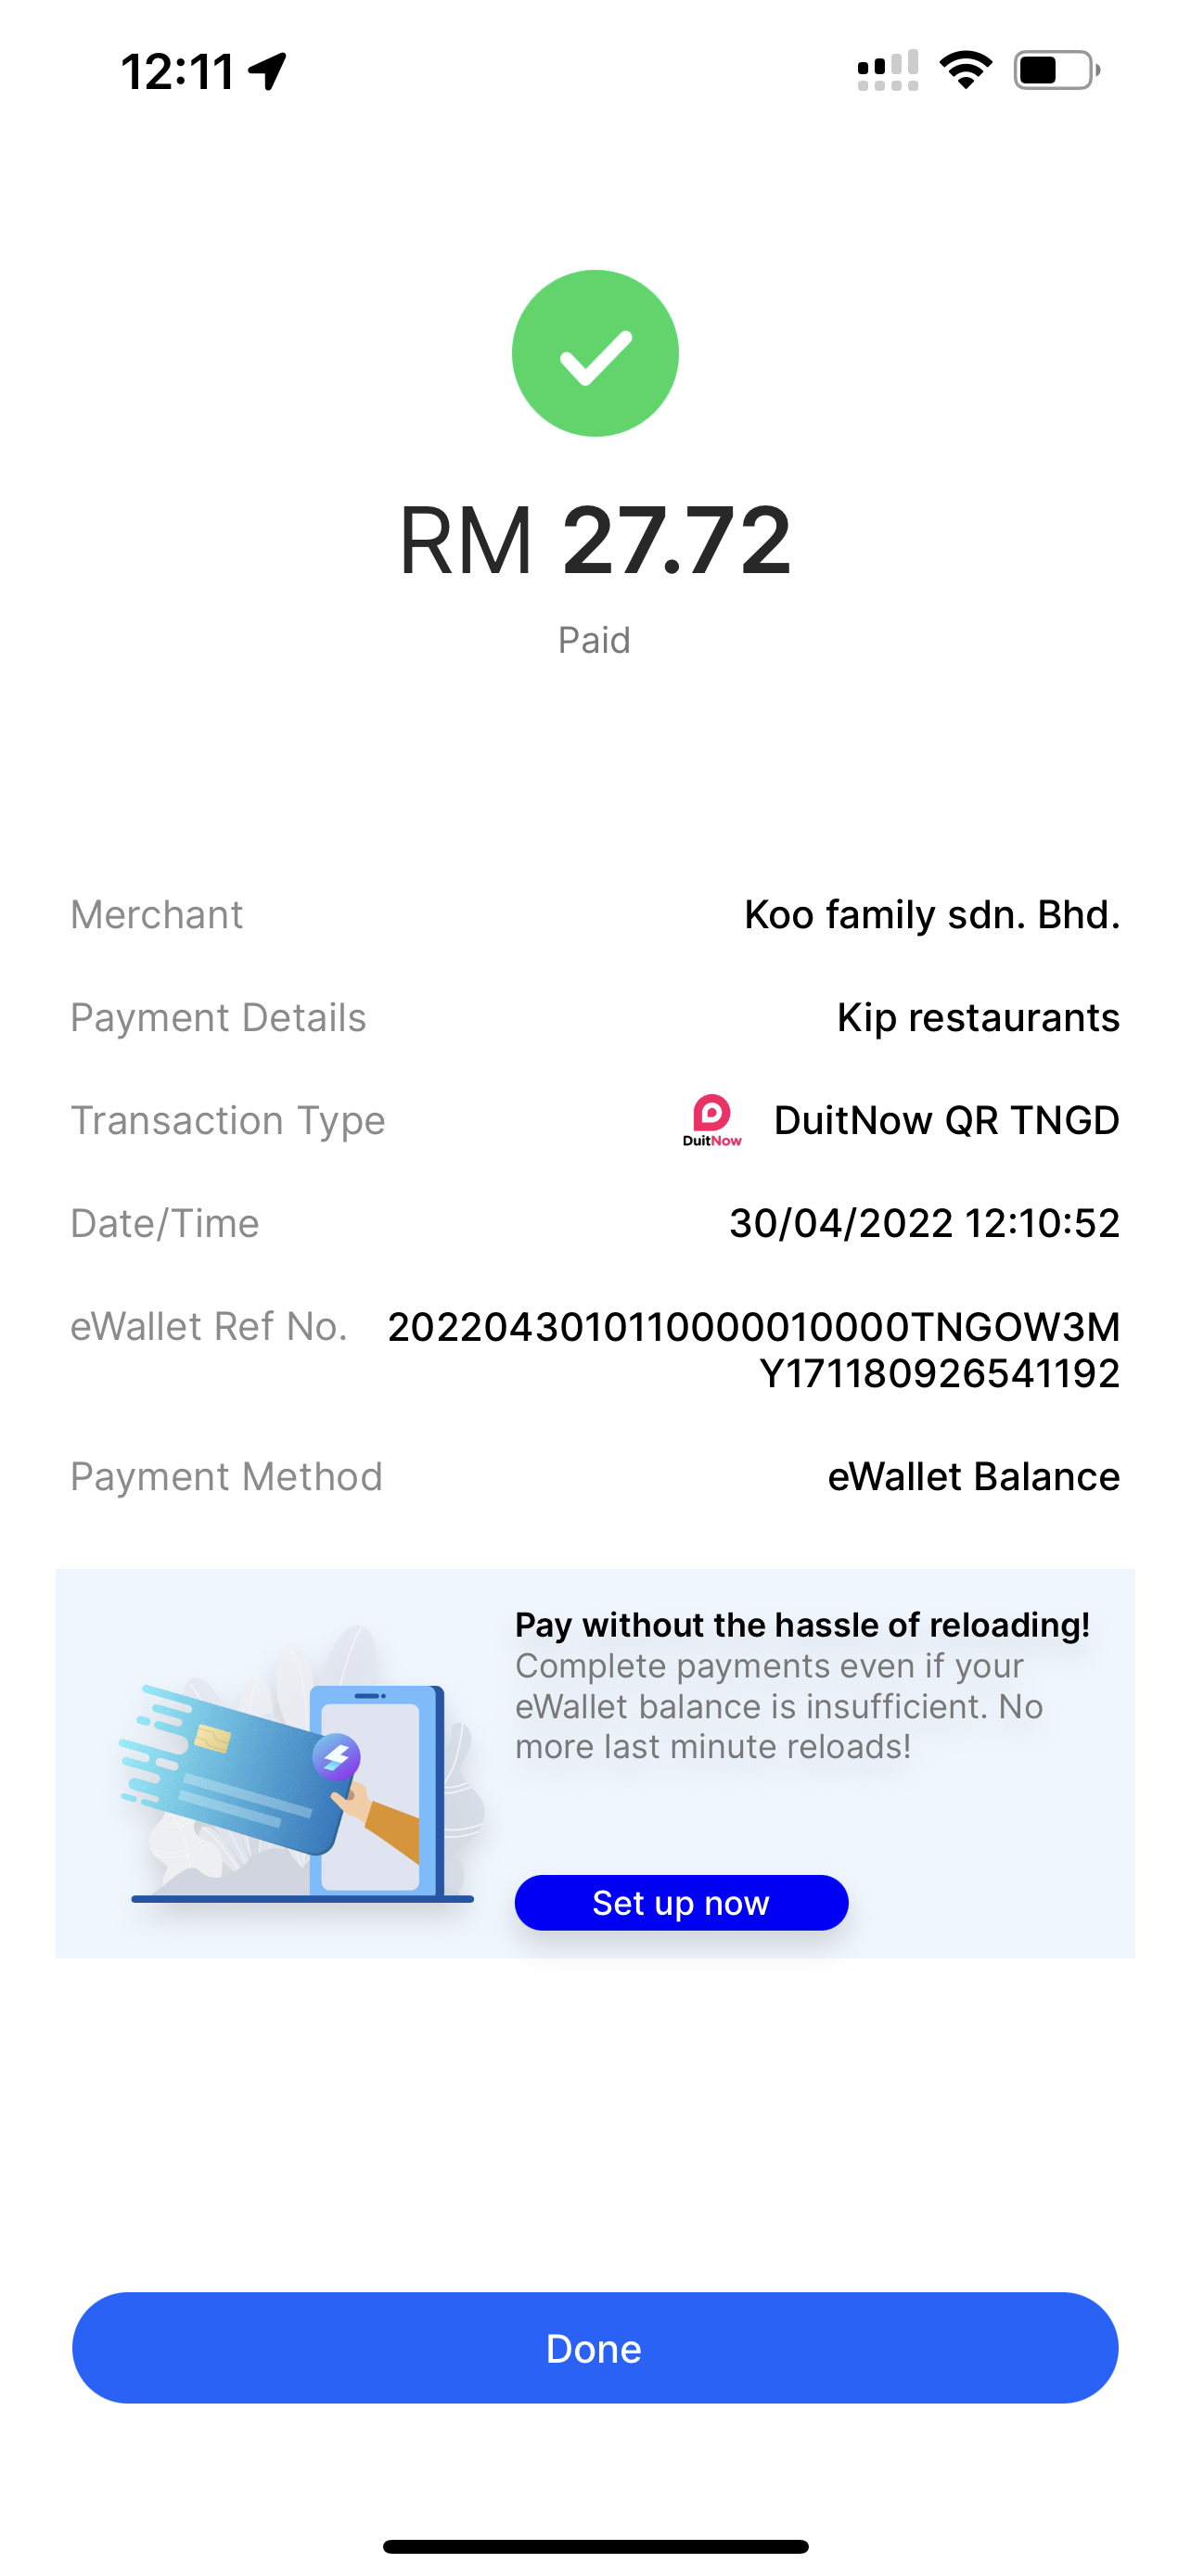 12:11
RM 27.72
Paid
Merchant Koo family sdn. Bhd.
Payment Details Kip restaurants
Transaction Type DuitNow DuitNow QR TNGD
Date/Time 30/04/2022 12:10:52
eWallet Ref No. 20220430101110000010000TNGOW3M
Y171180926541192
Payment Method eWallet Balance
Pay without the hassle of reloading!
Complete payments even if your
eWallet balance is insufficient. No
more last minute reloads!
Set up now
Done